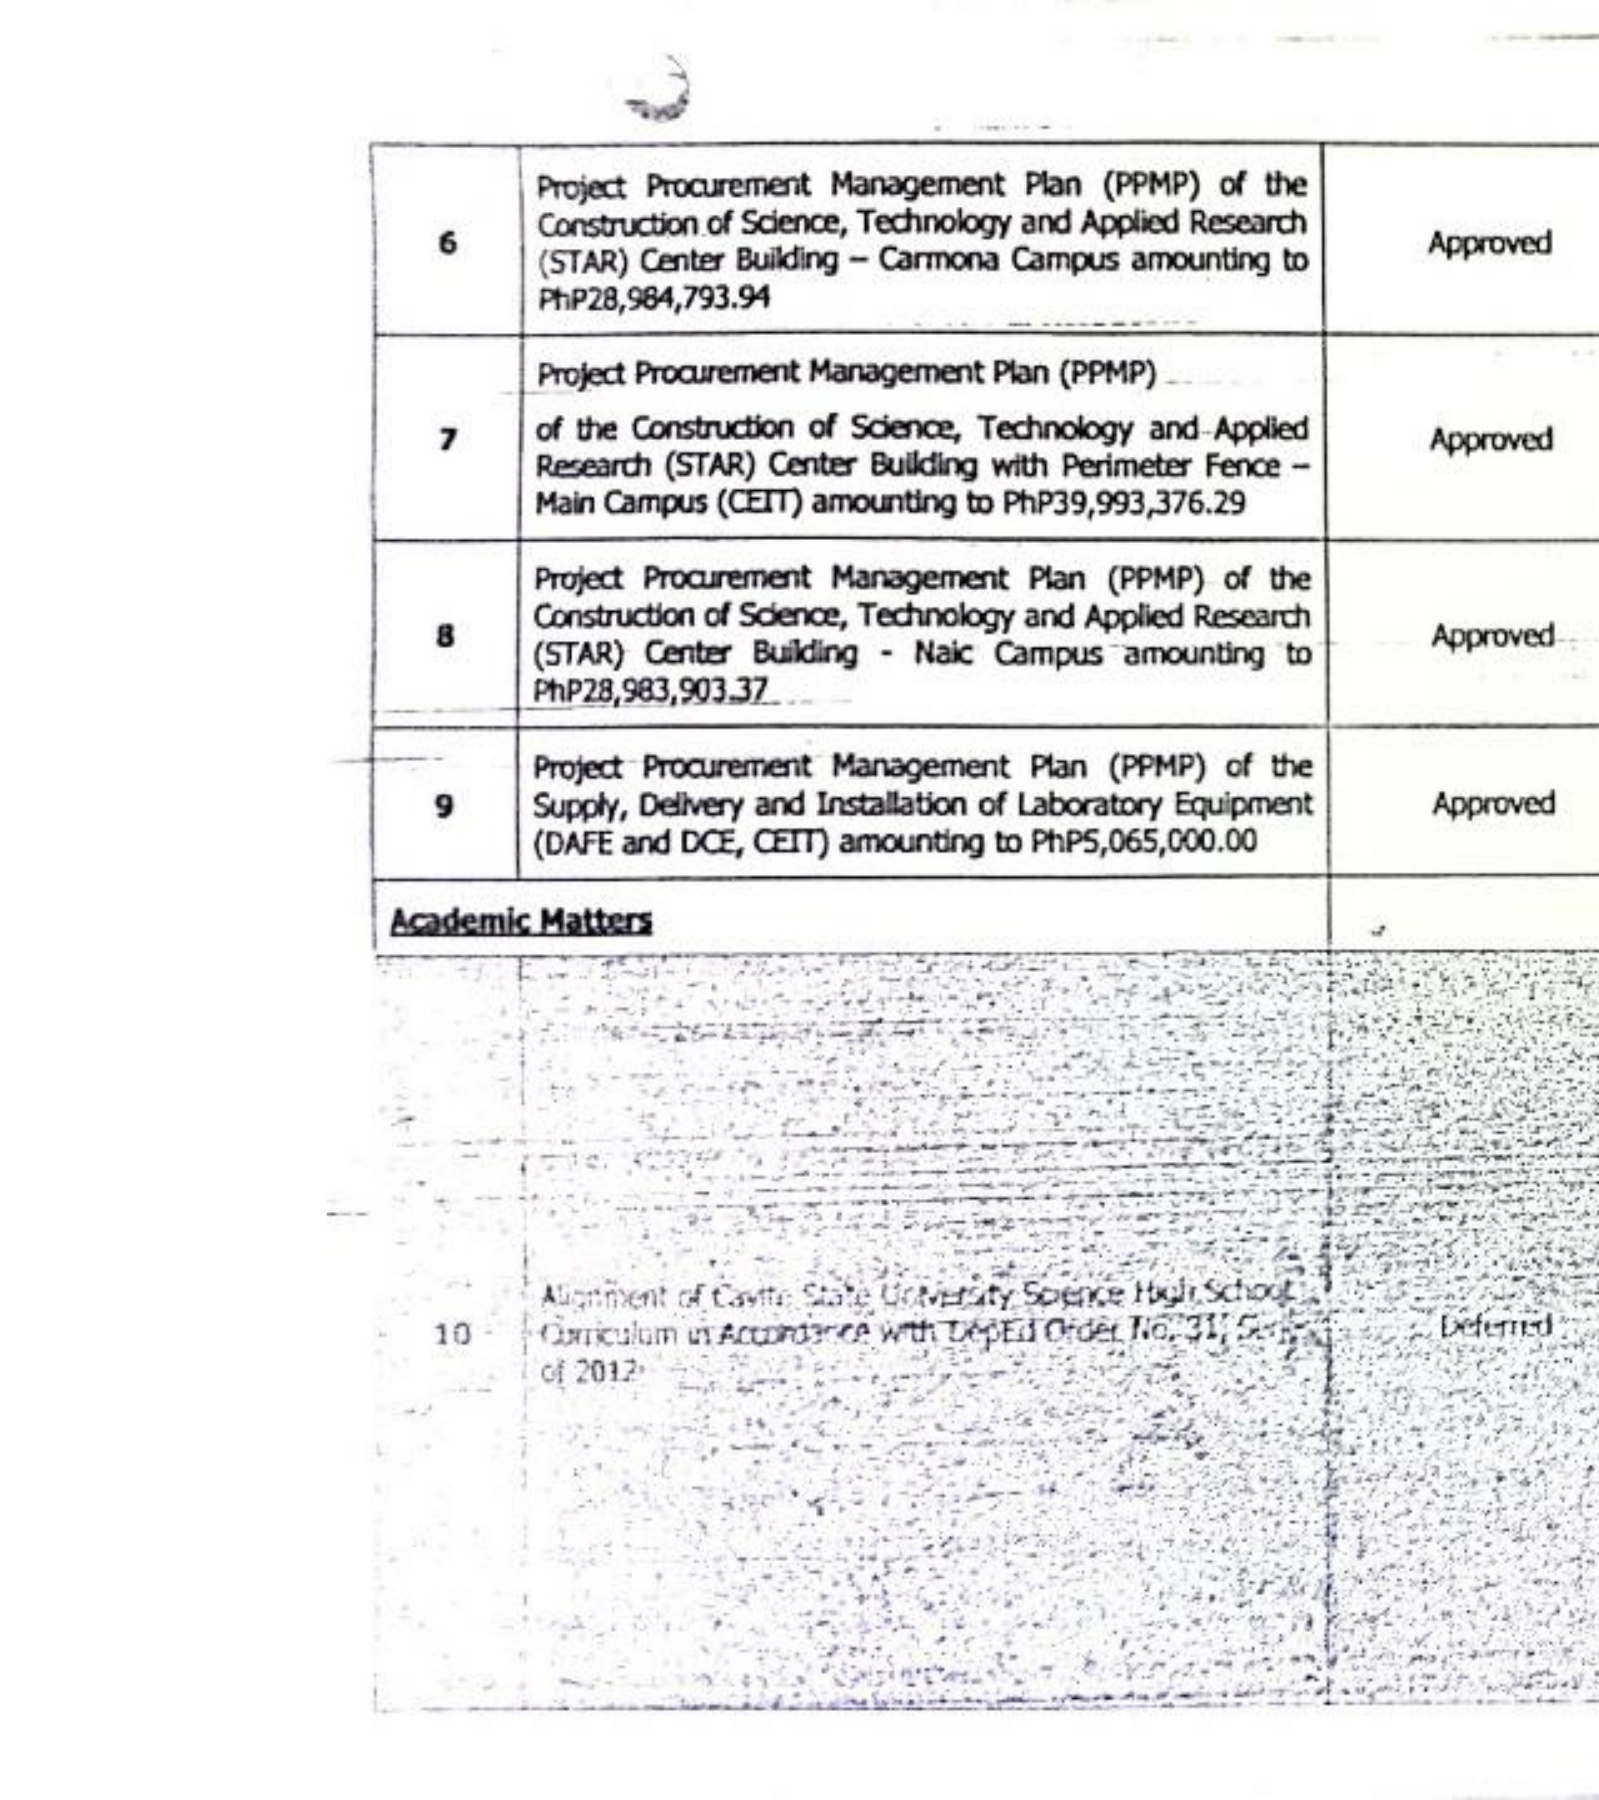 6
Project Procurement Management Plan (PPMP) of the
Construction of Science, Technology and Applied Research
(STAR) Center Building – Carmona Campus amounting to
PhP28,984,793.94
Approved
7
Project Procurement Management Plan (PPMP)
of the Construction of Science, Technology and Applied
Research (STAR) Center Building with Perimeter Fence –
Main Campus (CEIT) amounting to PhP39,993,376.29
Approved
8
Project Procurement Management Plan (PPMP) of the
Construction of Science, Technology and Applied Research
(STAR) Center Building - Naic Campus amounting to
PhP28,983,903.37
Approved
9
Project Procurement Management Plan (PPMP) of the
Supply, Delivery and Installation of Laboratory Equipment
(DAFE and DCE, CEIT) amounting to PhP5,065,000.00
Approved
Academic Matters
10
Alignment of Cavite State University Science High School
Curriculum in Accordance with DepEd Order No. 31,
of 2012
Deferred